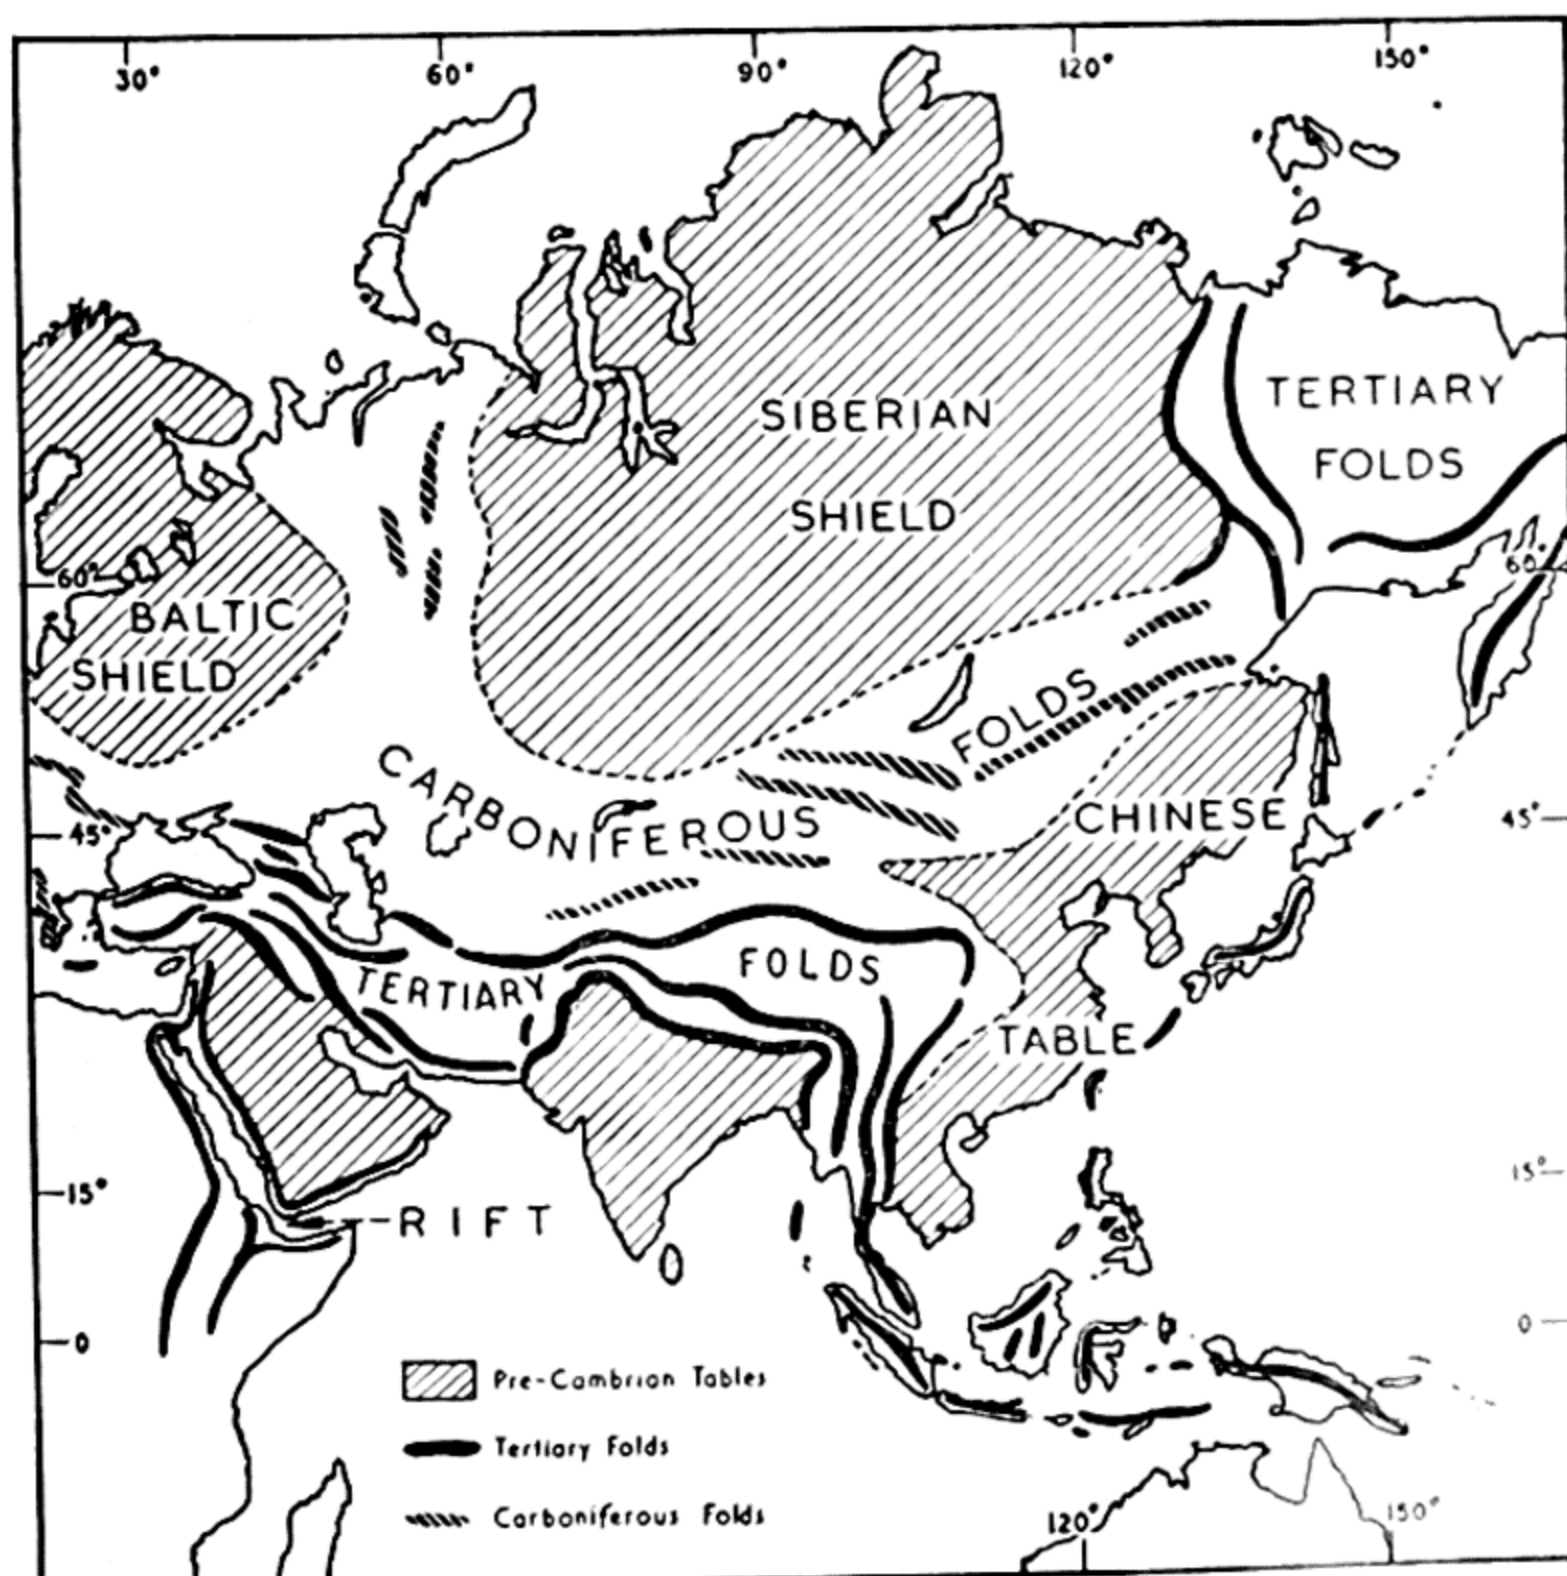 30° 60° 90° 120° 150°
TERTIARY
FOLDS
SIBERIAN
SHIELD
60° 60°
BALTIC
SHIELD
CARBONIFEROUS FOLDS
45° 45°
CHINESE
TABLE
TERTIARY FOLDS
15° 15°
RIFT
0 0
Pre-Cambrian Tables
Tertiary Folds
Carboniferous Folds
120° 150°